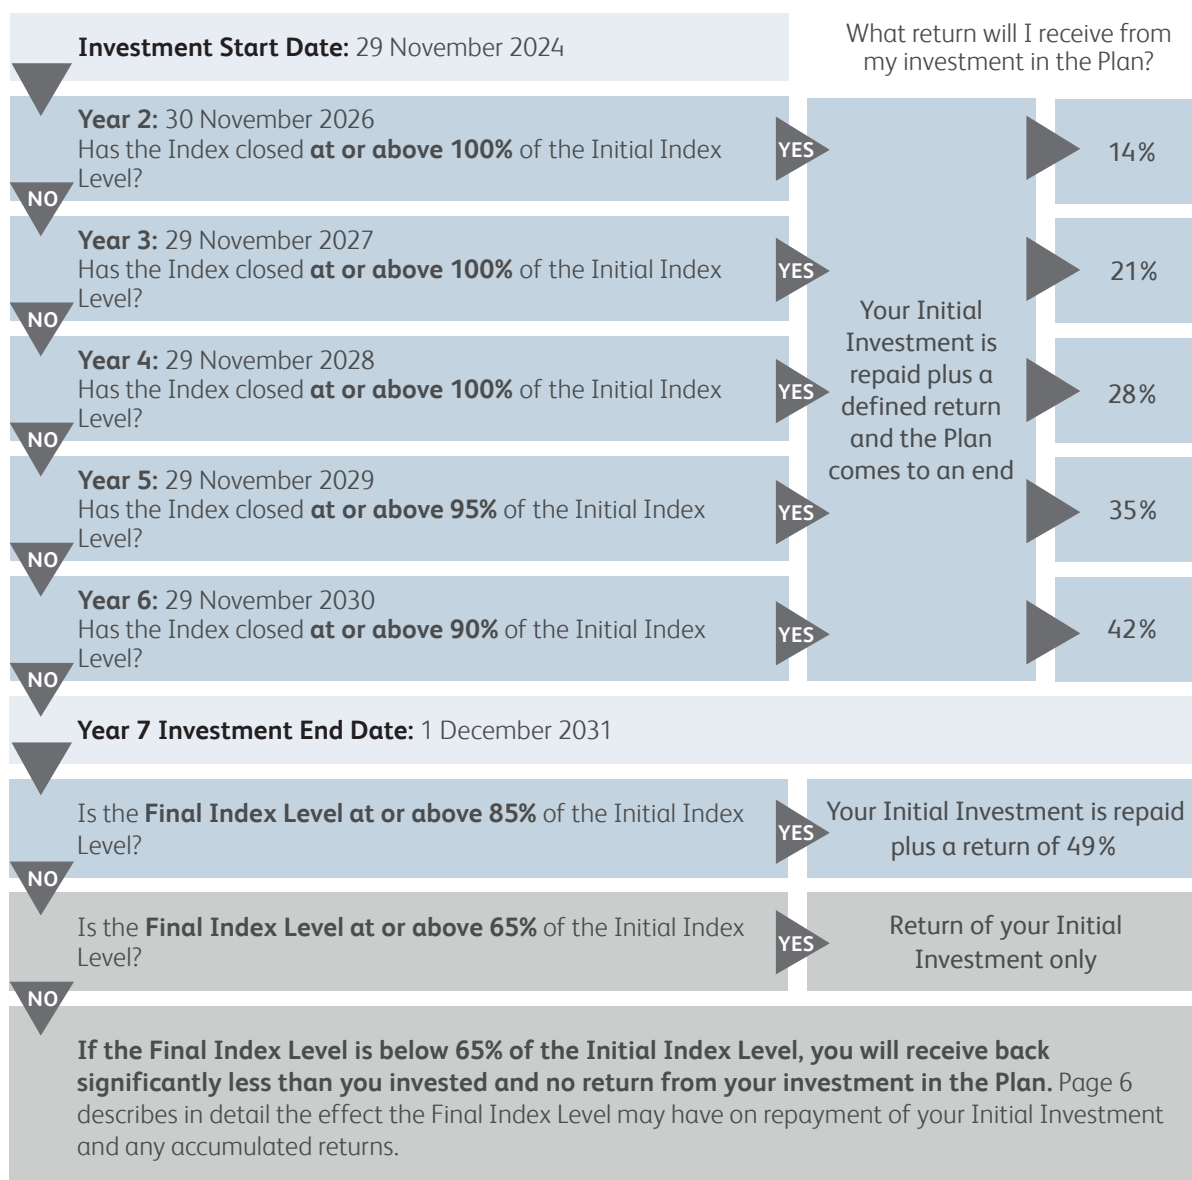 Investment Start Date: 29 November 2024
What return will I receive from
my investment in the Plan?
Year 2: 30 November 2026
Has the Index closed at or above 100% of the Initial Index
Level?
YES
14%
NO
Year 3: 29 November 2027
Has the Index closed at or above 100% of the Initial Index
Level?
YES
21%
NO
Year 4: 29 November 2028
Has the Index closed at or above 100% of the Initial Index
Level?
YES
28%
NO
Year 5: 29 November 2029
Has the Index closed at or above 95% of the Initial Index
Level?
YES
35%
NO
Year 6: 29 November 2030
Has the Index closed at or above 90% of the Initial Index
Level?
YES
42%
NO
Your Initial
Investment is
repaid plus a
defined return
and the Plan
comes to an end
Year 7 Investment End Date: 1 December 2031
Is the Final Index Level at or above 85% of the Initial Index
Level?
YES
Your Initial Investment is repaid
plus a return of 49%
NO
Is the Final Index Level at or above 65% of the Initial Index
Level?
YES
Return of your Initial
Investment only
NO
If the Final Index Level is below 65% of the Initial Index Level, you will receive back
significantly less than you invested and no return from your investment in the Plan. Page 6
describes in detail the effect the Final Index Level may have on repayment of your Initial Investment
and any accumulated returns.